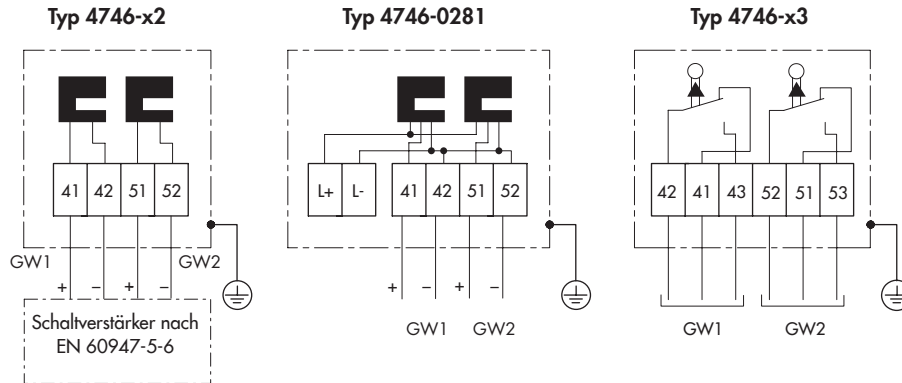 Typ 4746-x2
Typ 4746-0281
Typ 4746-x3
41 42 51 52
L+ L- 41 42 51 52
42 41 43 52 51 53
GW1
GW2
+ − + −
+ − + −
GW1 GW2
GW1 GW2
Schaltverstärker nach
EN 60947-5-6